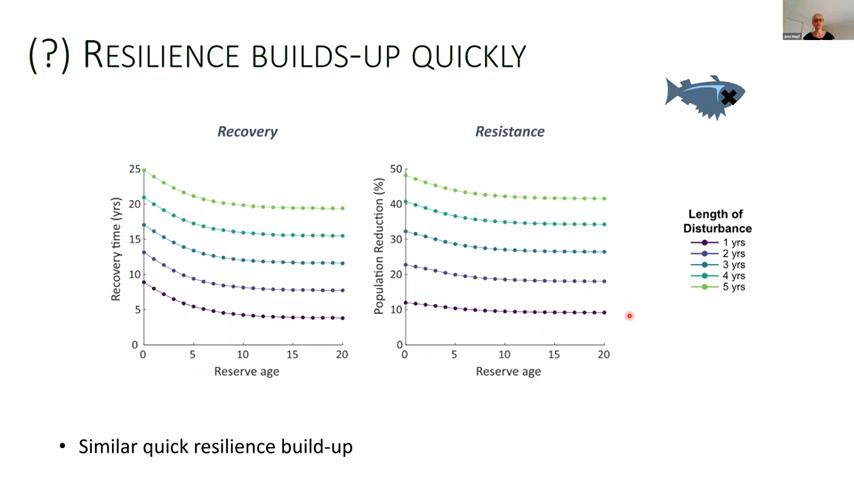 (?) RESILIENCE BUILDS-UP QUICKLY
Recovery
Resistance
Recovery time (yrs)
25
20
15
10
5
0
0 5 10 15 20
Reserve age
Population Reduction (%)
50
40
30
20
10
0
0 5 10 15 20
Reserve age
Length of
Disturbance
1 yrs
2 yrs
3 yrs
4 yrs
5 yrs
• Similar quick resilience build-up